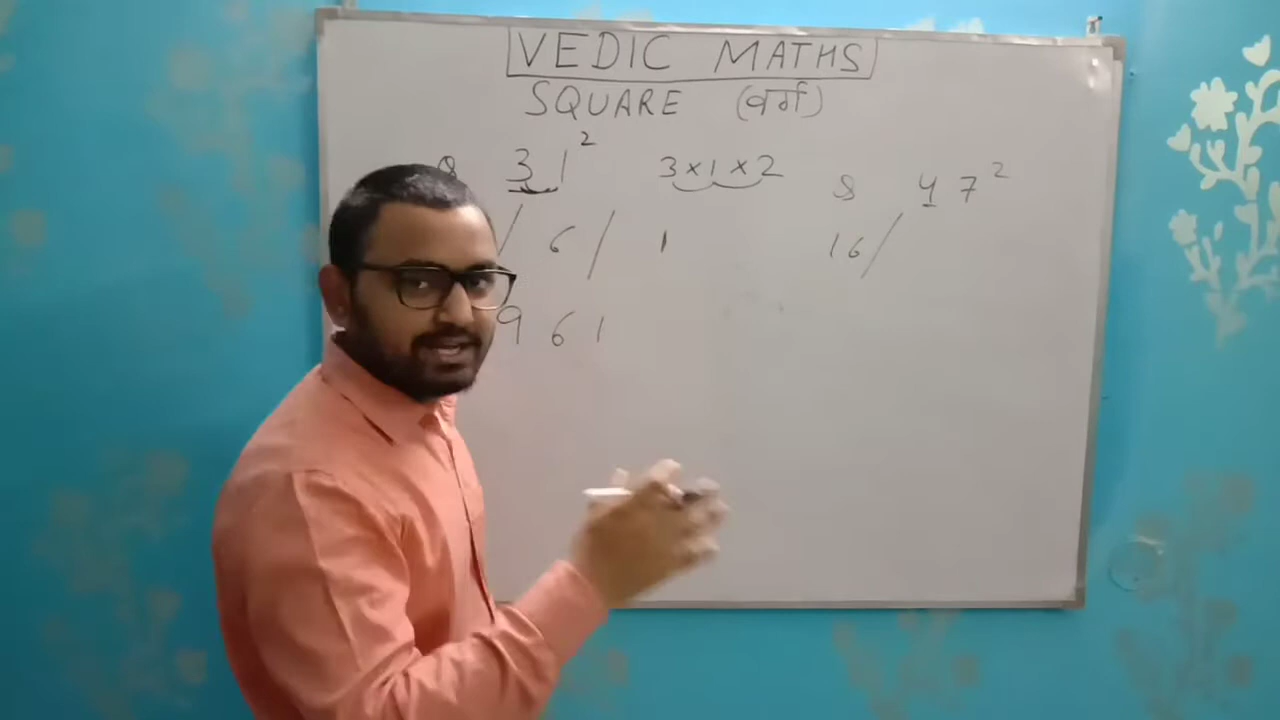 VEDIC MATHS
SQUARE (वर्ग)
Q 31² 3×1×2
/ 6 / 1
961
Q 47²
16/